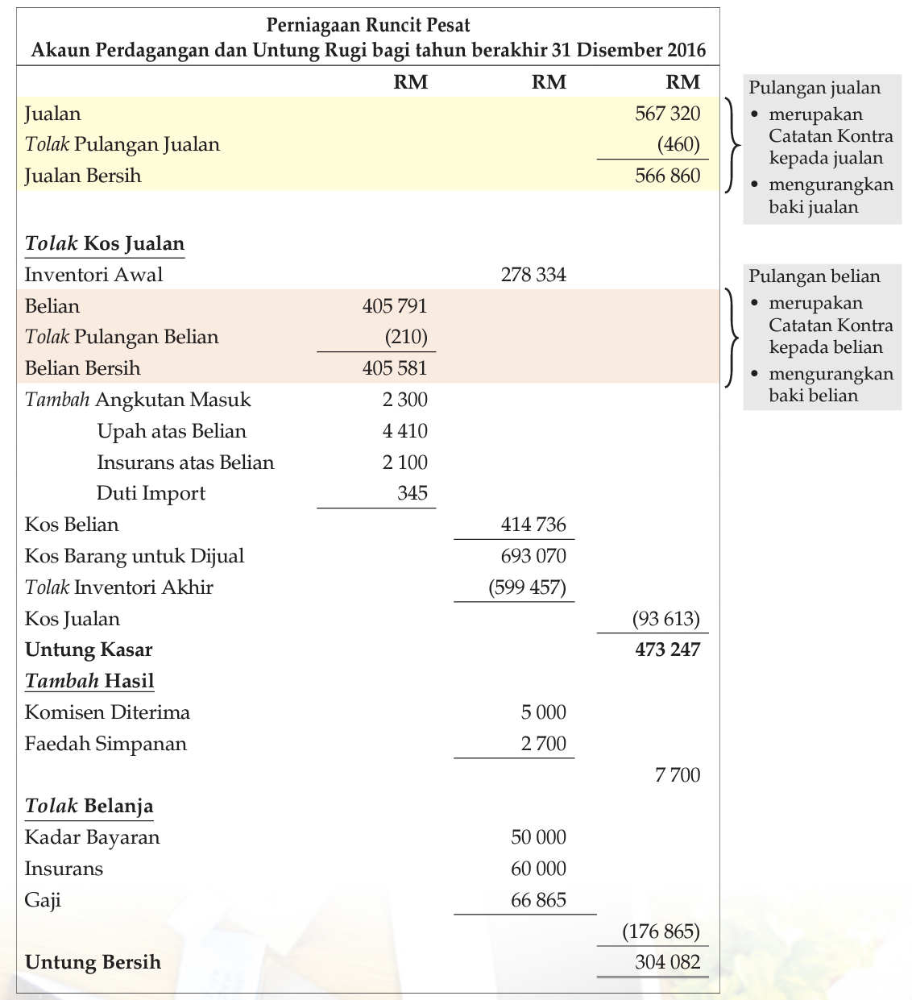 Perniagaan Runcit Pesat
Akaun Perdagangan dan Untung Rugi bagi tahun berakhir 31 Disember 2016
RM RM RM
Jualan 567 320
Tolak Pulangan Jualan (460)
Jualan Bersih 566 860
Pulangan jualan
• merupakan
Catatan Kontra
kepada jualan
• mengurangkan
baki jualan
Tolak Kos Jualan
Inventori Awal 278 334
Belian 405 791
Tolak Pulangan Belian (210)
Belian Bersih 405 581
Pulangan belian
• merupakan
Catatan Kontra
kepada belian
• mengurangkan
baki belian
Tambah Angkutan Masuk 2 300
Upah atas Belian 4 410
Insurans atas Belian 2 100
Duti Import 345
Kos Belian 414 736
Kos Barang untuk Dijual 693 070
Tolak Inventori Akhir (599 457)
Kos Jualan (93 613)
Untung Kasar 473 247
Tambah Hasil
Komisen Diterima 5 000
Faedah Simpanan 2 700
7 700
Tolak Belanja
Kadar Bayaran 50 000
Insurans 60 000
Gaji 66 865
(176 865)
Untung Bersih 304 082